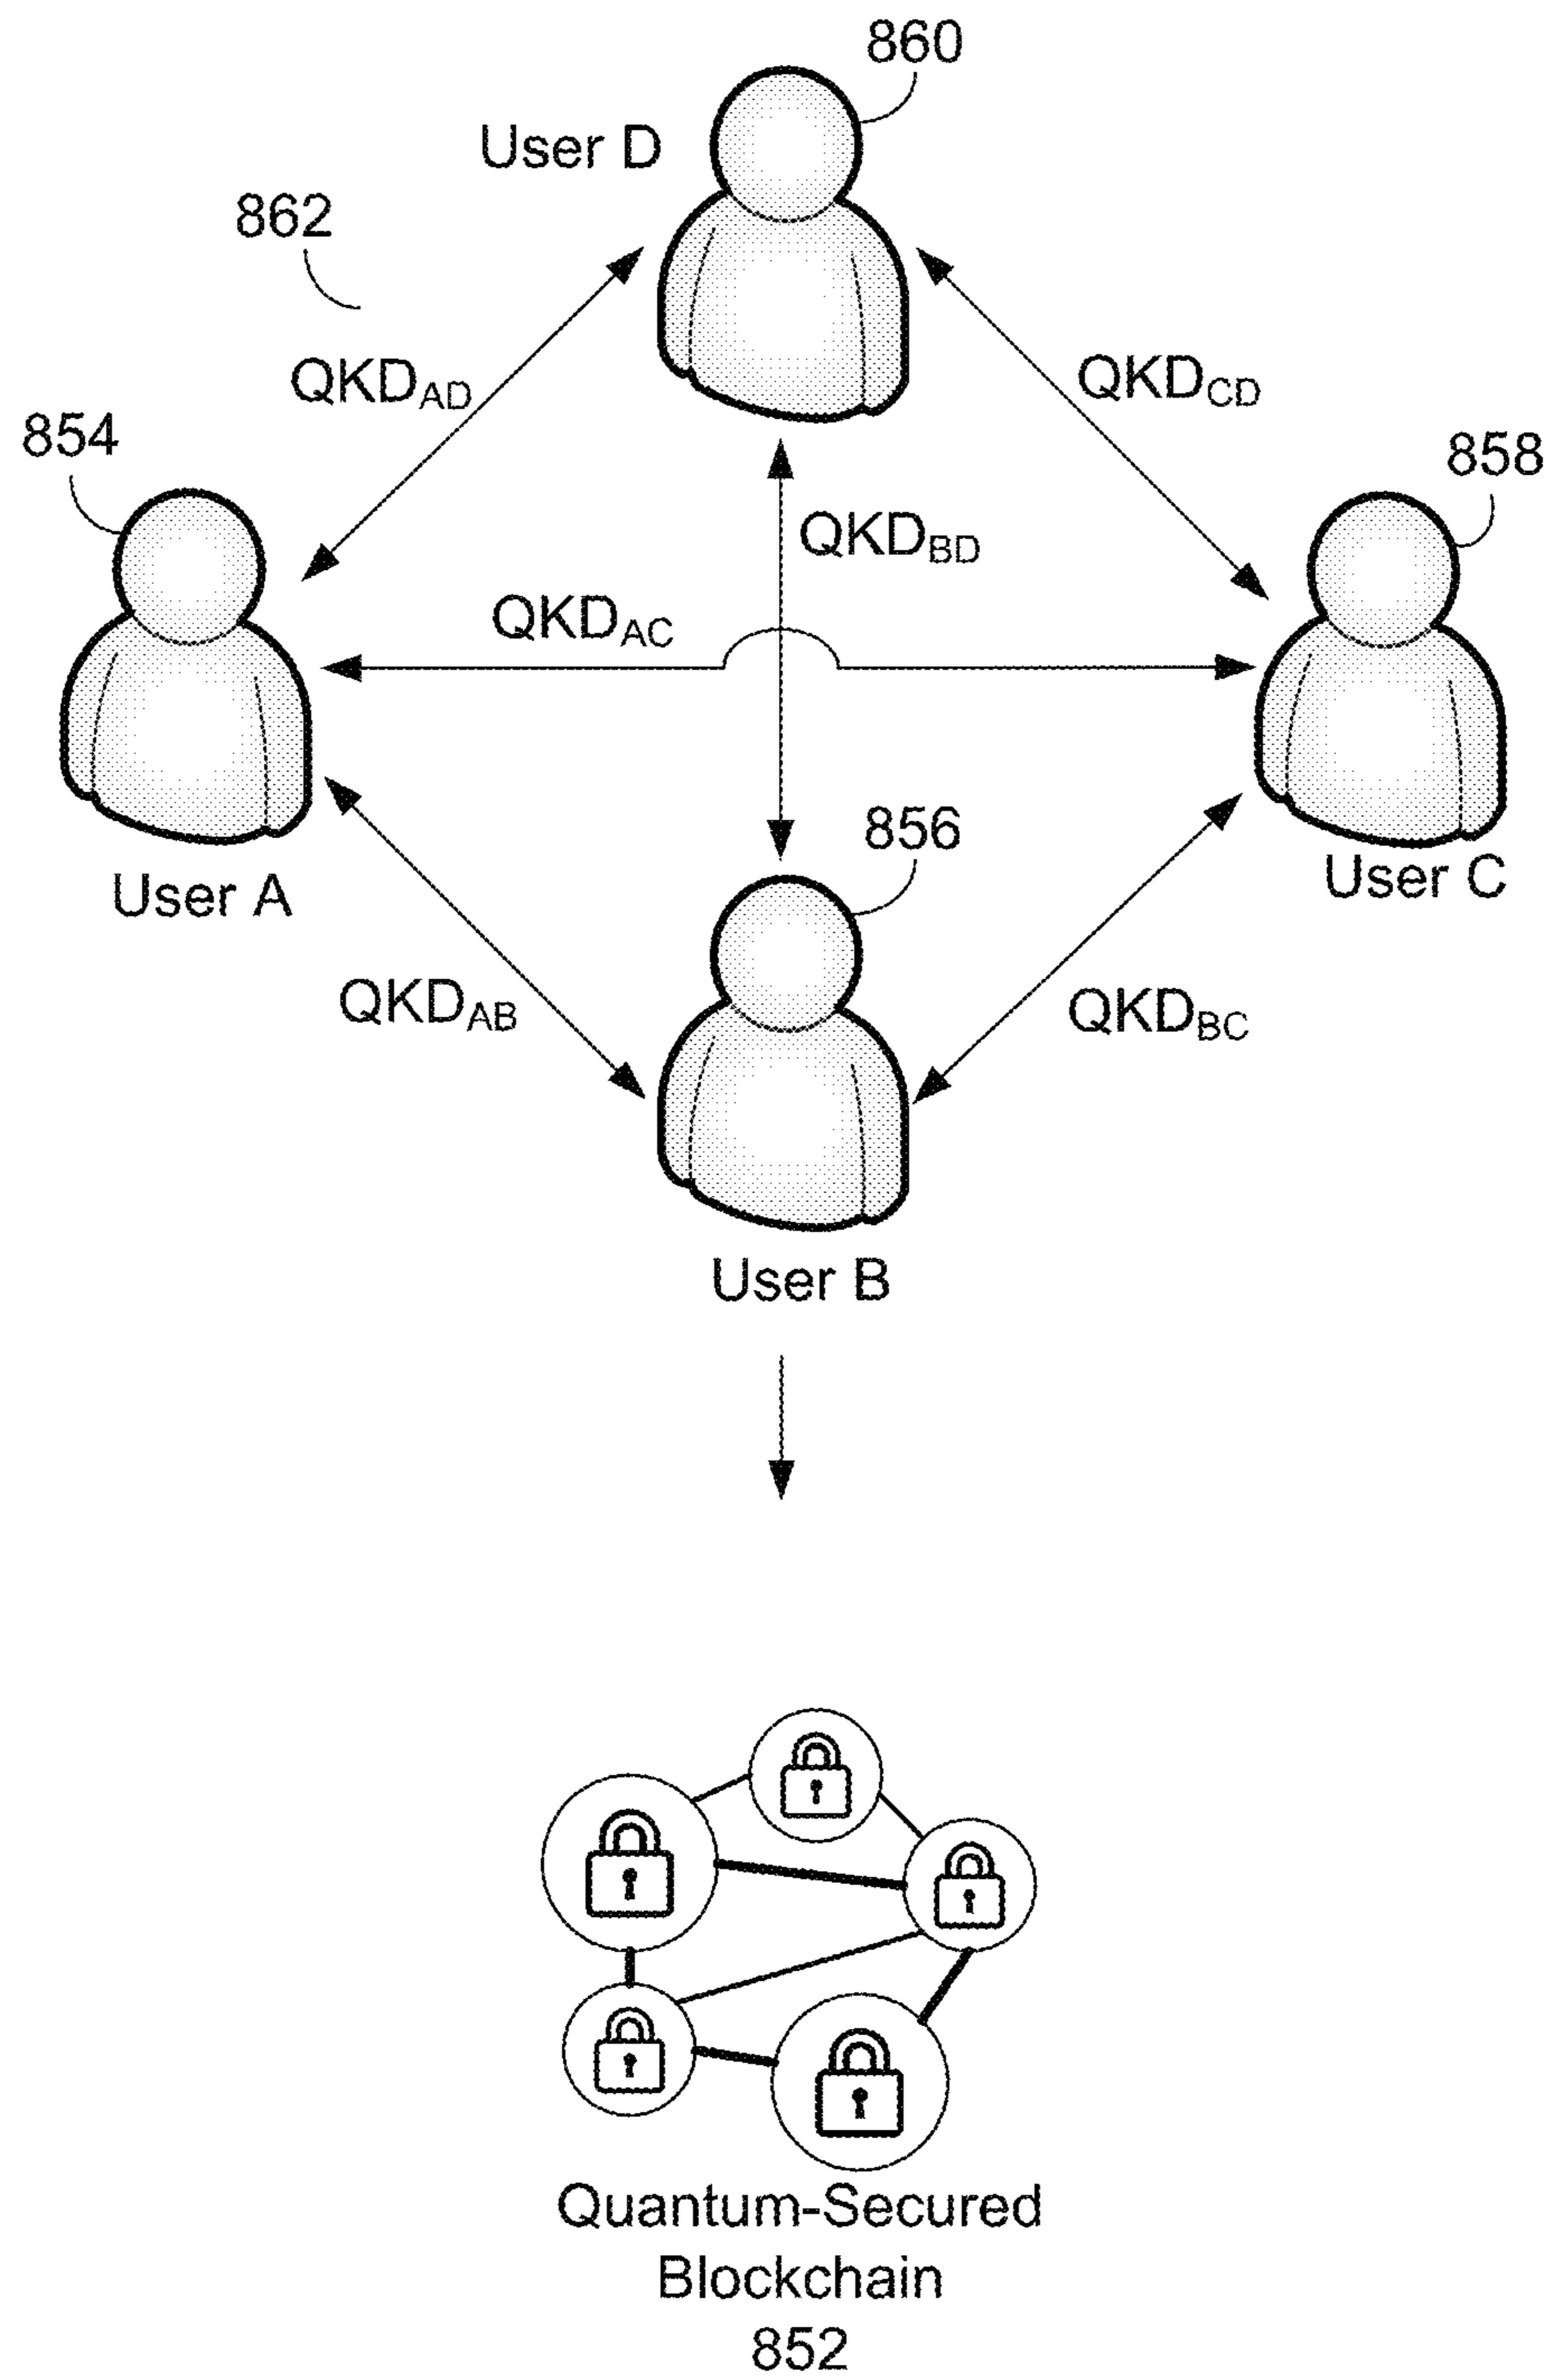 860
User D
862
QKDAD
QKDCD
854
858
QKDBD
QKDAC
856
User A
User C
QKDAB
QKDBC
User B
Quantum-Secured
Blockchain
852